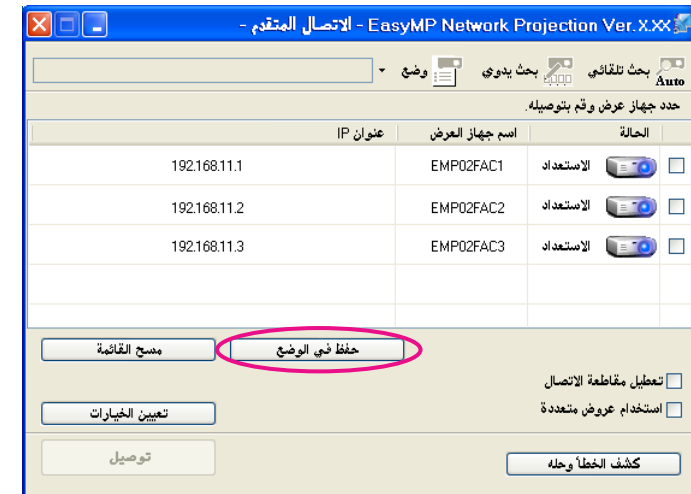 EasyMP Network Projection Ver.X.XX - الاتصال المتقدم -
Auto بحث تلقائي بحث يدوي وضع
حدد جهاز عرض وقم بتوصيله.
الحالة اسم جهاز العرض عنوان IP
الاستعداد EMP02FAC1 192.168.11.1
الاستعداد EMP02FAC2 192.168.11.2
الاستعداد EMP02FAC3 192.168.11.3
حفظ في الوضع مسح القائمة
تعطيل مقاطعة الاتصال
استخدام عروض متعددة تعيين الخيارات
كشف الخطأ وحله توصيل